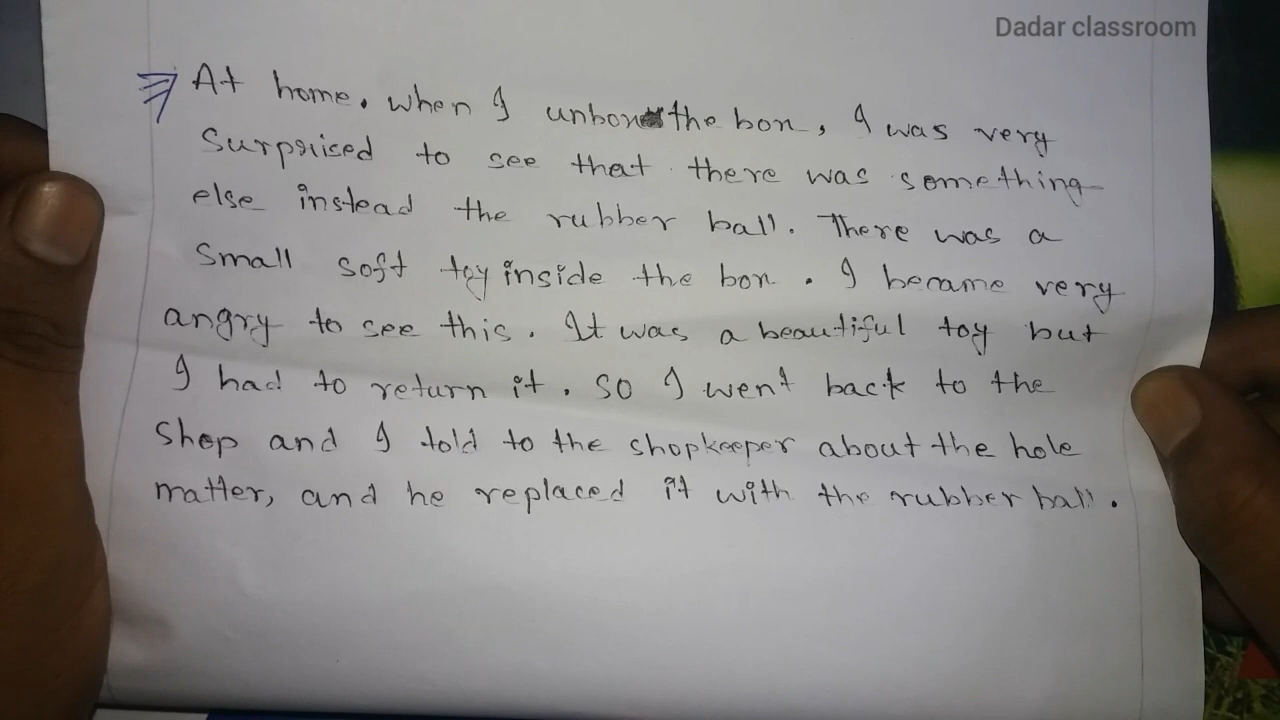 Dadar classroom
At home. when I unbox the box, I was very
Surpriised to see that there was something
else instead the rubber ball. There was a
Small soft toy inside the box. I became very
angry to see this. It was a beautiful toy but
I had to return it. SO I went back to the
Shop and I told to the shopkeeper about the hole
matter, and he replaced it with the rubber ball.